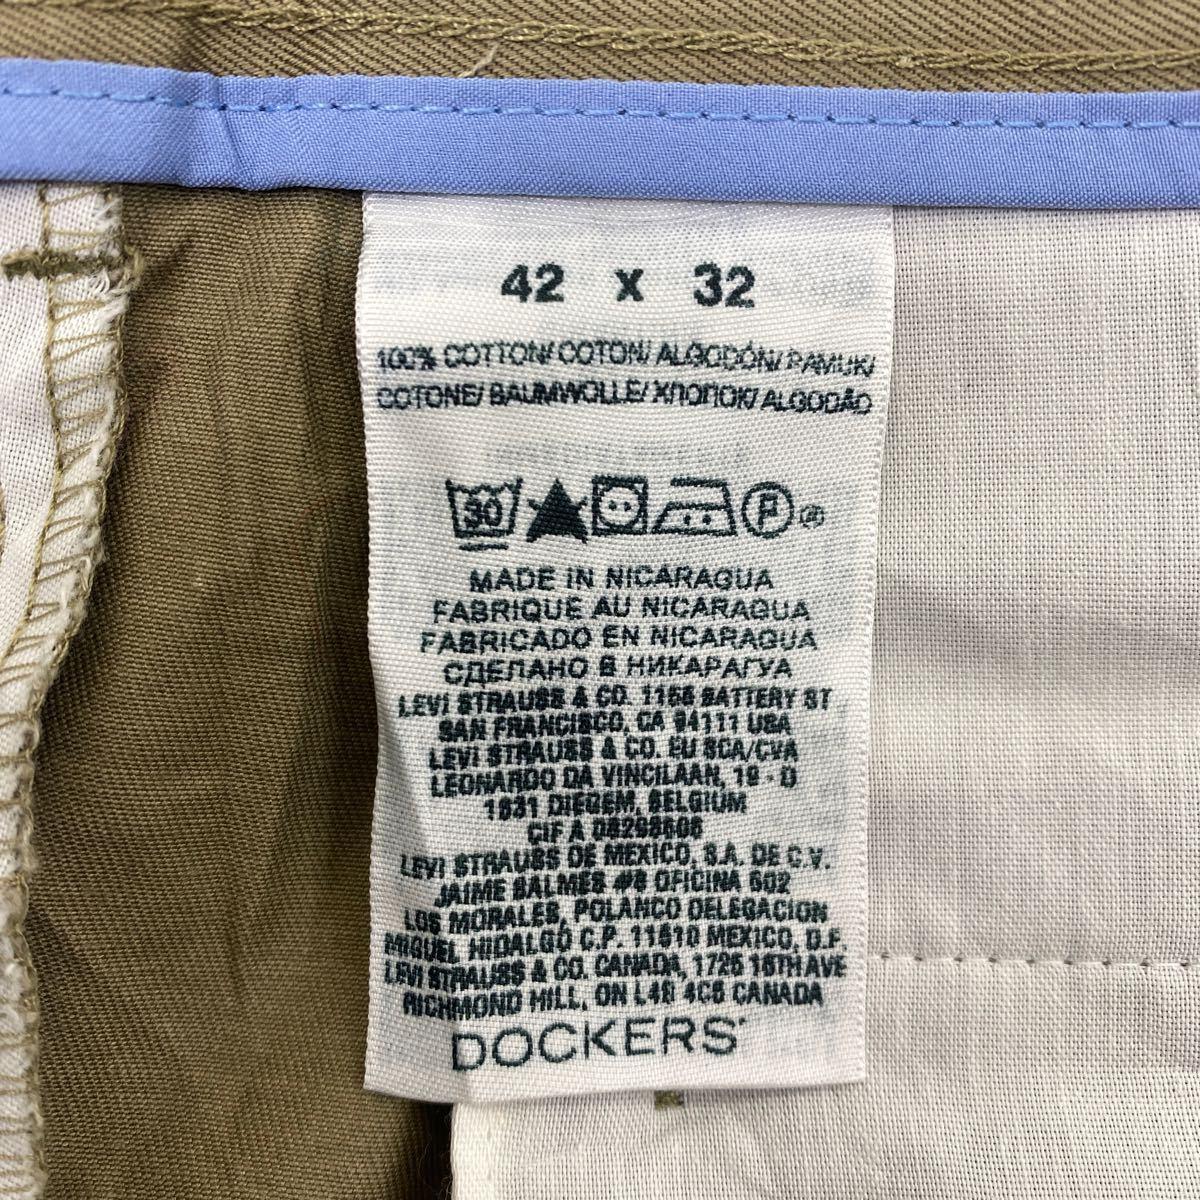 42 x 32
100% COTTON/ COTON/ ALGODÓN/ PAMUK/
COTONE/ BAUMWOLLE/ ХЛОПОК/ ALGODÃO
30 P
MADE IN NICARAGUA
FABRIQUE AU NICARAGUA
FABRICADO EN NICARAGUA
СДЕЛАНО В НИКАРАГУА
LEVI STRAUSS & CO. 1155 BATTERY ST
SAN FRANCISCO, CA 94111 USA
LEVI STRAUSS & CO. EU SCA/CVA
LEONARDO DA VINCILAAN, 19 - D
1831 DIEGEM, BELGIUM
CIF A
LEVI STRAUSS DE MEXICO, S.A. DE C.V.
JAIME BALMES #8 OFICINA 602
LOS MORALES, POLANCO DELEGACION
MIGUEL HIDALGO C.P. 11510 MEXICO, D.F.
LEVI STRAUSS & CO. CANADA, 1725 16TH AVE
RICHMOND HILL, ON L4B 4C6 CANADA
DOCKERS